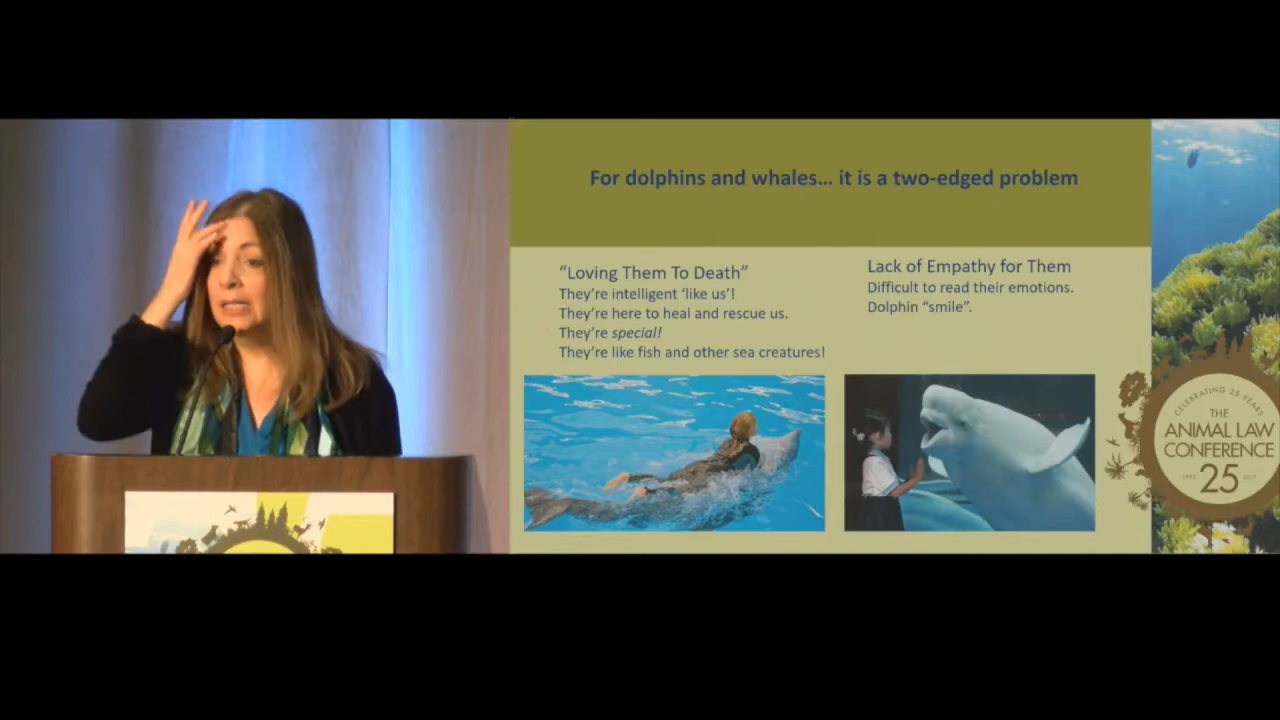 For dolphins and whales... it is a two-edged problem
“Loving Them To Death”
They’re intelligent ‘like us’!
They’re here to heal and rescue us.
They’re special!
They’re like fish and other sea creatures!
Lack of Empathy for Them
Difficult to read their emotions.
Dolphin “smile”.
CELEBRATING 25 YEARS
THE
ANIMAL LAW
CONFERENCE
25